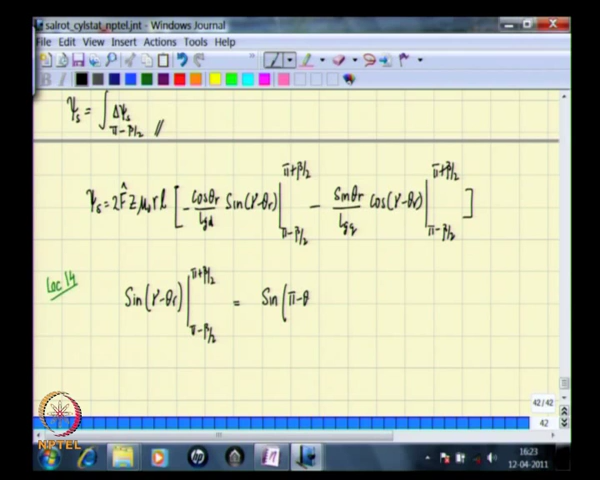 salrot_cylstat_nptel.jnt - Windows Journal
File Edit View Insert Actions Tools Help
Ψs = ∫_{π-β/2} ΔΨs //
Ψs = 2F̂ z μ₀ r l [ -cosθr/lgd Sin(γ-θr) |_{π-β/2}^{π+β/2} - Sinθr/lgq cos(γ-θr) |_{π-β/2}^{π+β/2} ]
Lec 14
Sin(γ-θr) |_{π-β/2}^{π+β/2} = Sin(π-θ
42/42
42
NPTEL
hp
16:23
12-04-2011